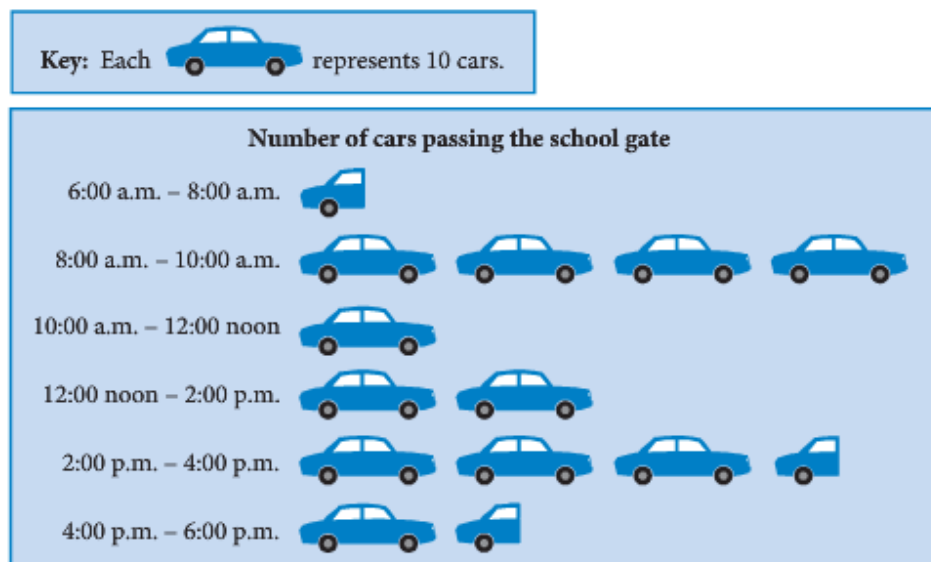 Key: Each represents 10 cars.
Number of cars passing the school gate
6:00 a.m. – 8:00 a.m.
8:00 a.m. – 10:00 a.m.
10:00 a.m. – 12:00 noon
12:00 noon – 2:00 p.m.
2:00 p.m. – 4:00 p.m.
4:00 p.m. – 6:00 p.m.